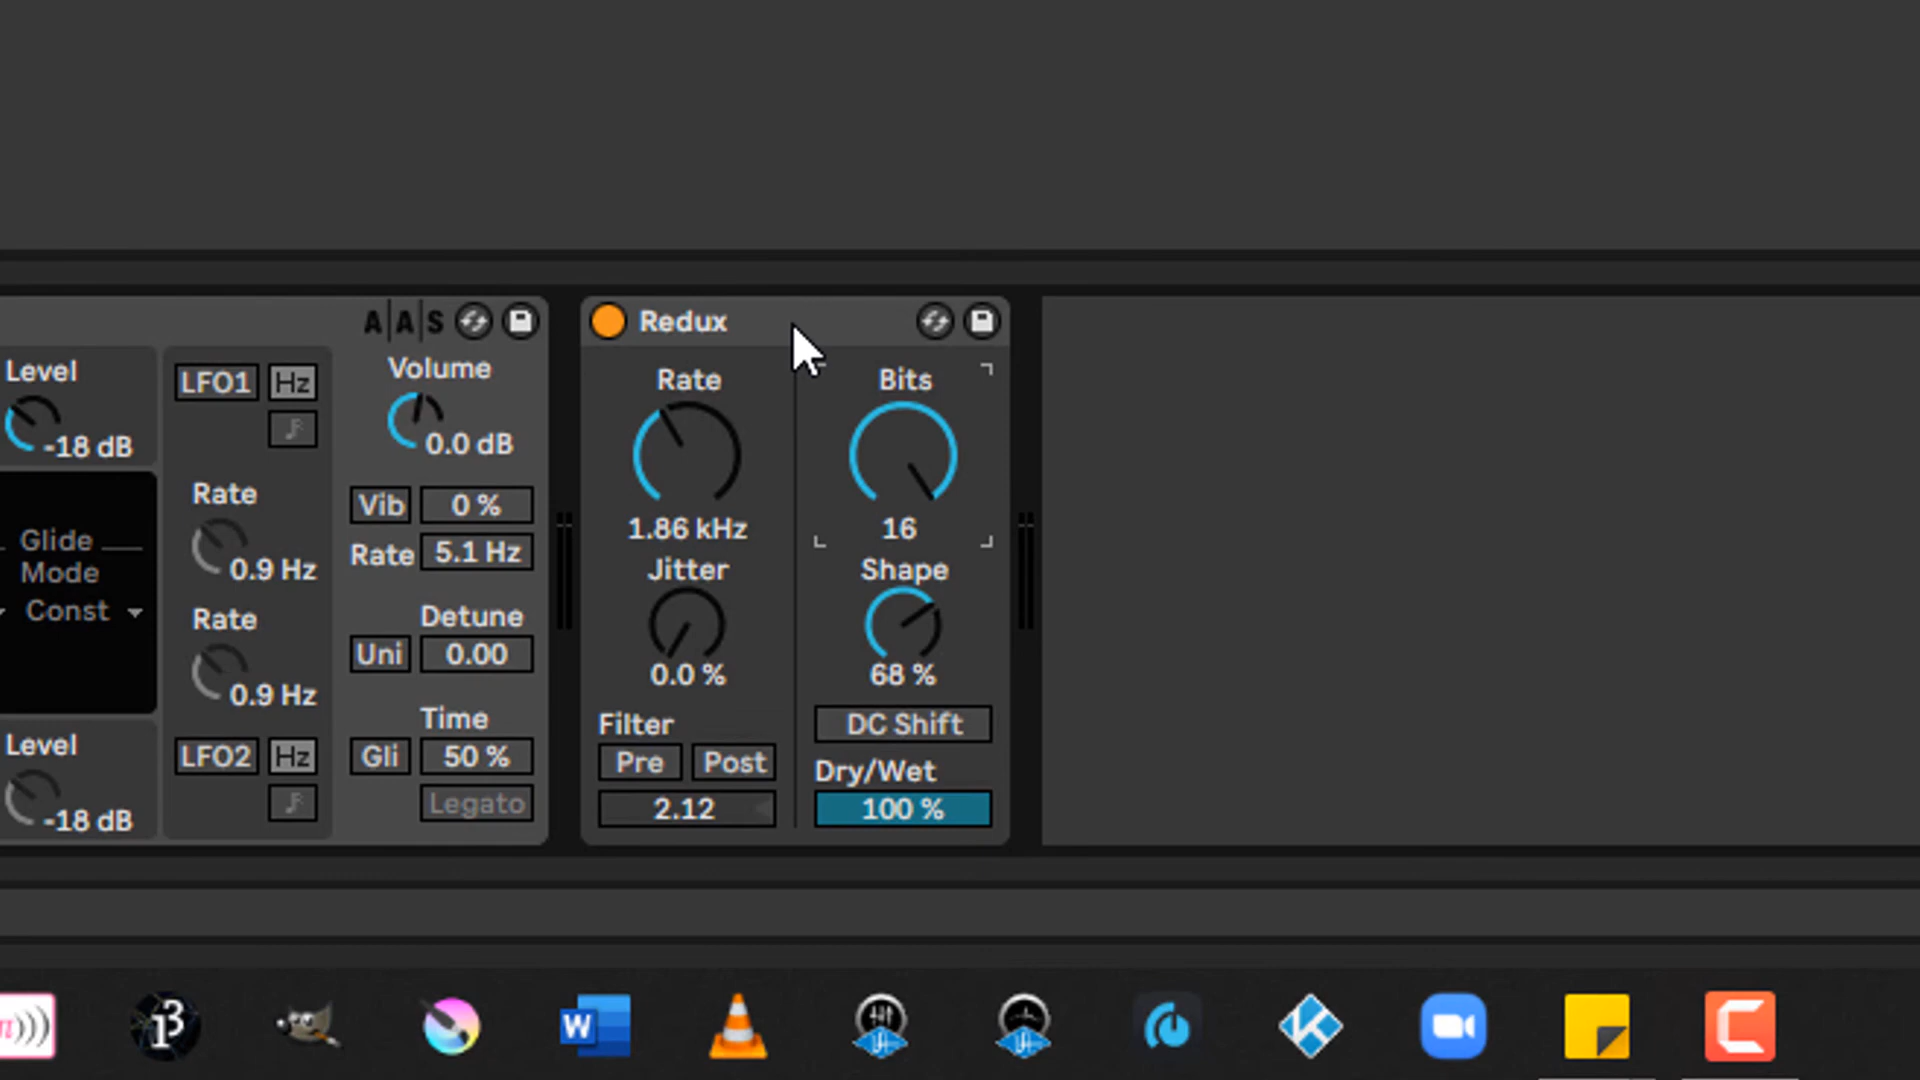 A|A|S
Redux
Level
-18 dB
LFO1 Hz
Volume
0.0 dB
Rate
1.86 kHz
Bits
16
Rate
0.9 Hz
Vib 0 %
Rate 5.1 Hz
Glide
Mode
Const
Jitter
0.0 %
Shape
68 %
Rate
0.9 Hz
Detune
Uni 0.00
Level
-18 dB
LFO2 Hz
Time
Gli 50 %
Legato
Filter
Pre Post
2.12
DC Shift
Dry/Wet
100 %
n)))
13
W